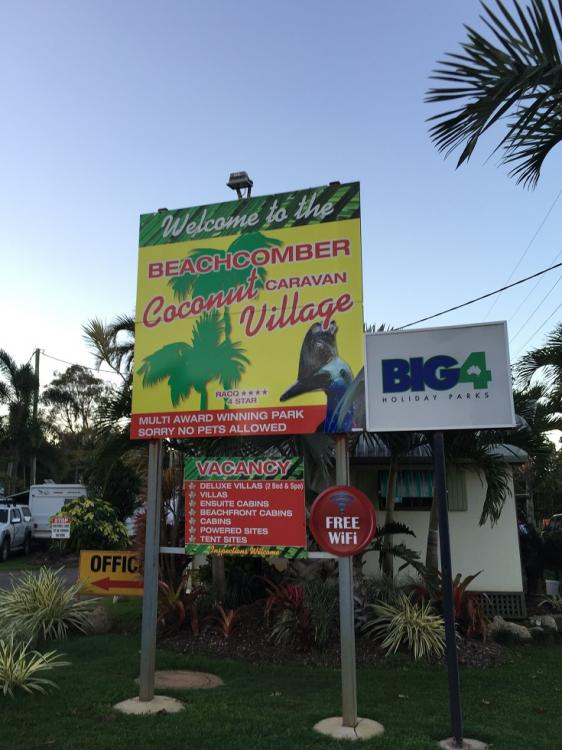 Welcome to the
BEACHCOMBER
Coconut CARAVAN
Village
RACQ ★★★★
4 STAR
MULTI AWARD WINNING PARK
SORRY NO PETS ALLOWED
BIG4
HOLIDAY PARKS
VACANCY
DELUXE VILLAS (2 Bed & Spa)
VILLAS
ENSUITE CABINS
BEACHFRONT CABINS
CABINS
POWERED SITES
TENT SITES
Inspections Welcome
FREE
WiFi
STOP
OFFIC